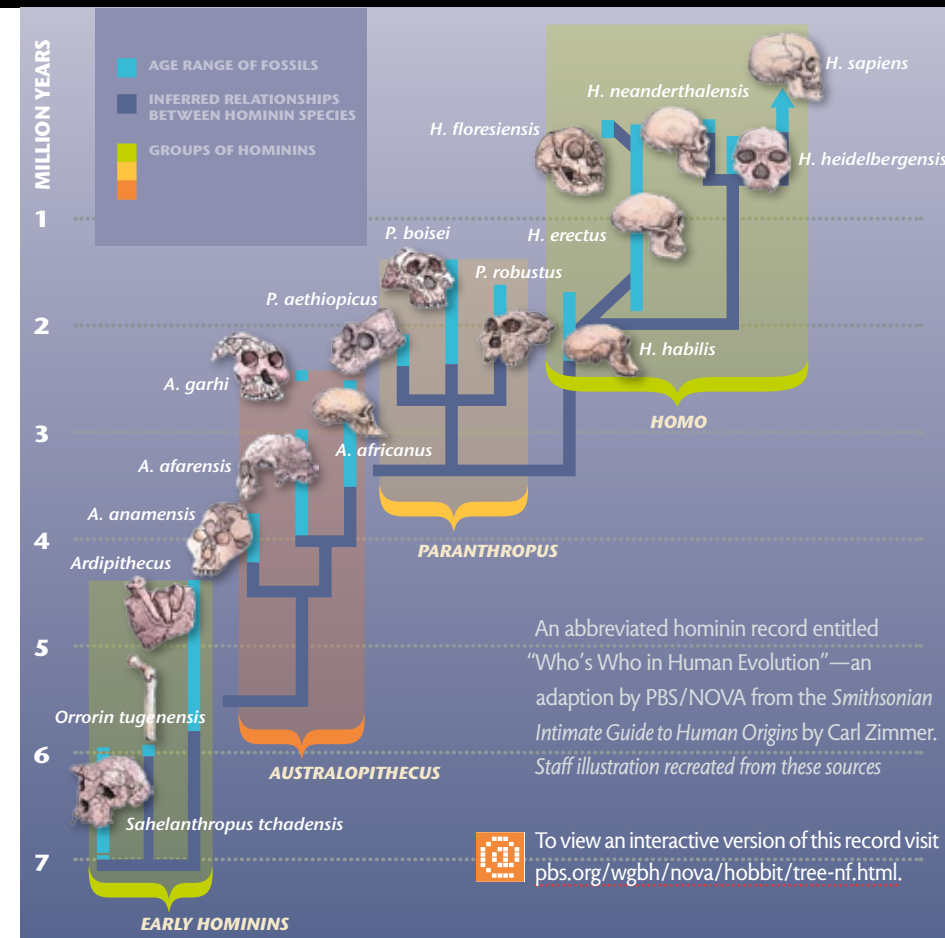 MILLION YEARS
AGE RANGE OF FOSSILS
INFERRED RELATIONSHIPS
BETWEEN HOMININ SPECIES
GROUPS OF HOMININS
H. sapiens
H. neanderthalensis
H. floresiensis
H. heidelbergensis
1
P. boisei
H. erectus
P. robustus
P. aethiopicus
2
H. habilis
A. garhi
HOMO
3
A. africanus
A. afarensis
A. anamensis
4
PARANTHROPUS
Ardipithecus
5
An abbreviated hominin record entitled
“Who’s Who in Human Evolution”—an
adaption by PBS/NOVA from the Smithsonian
Intimate Guide to Human Origins by Carl Zimmer.
Staff illustration recreated from these sources
Orrorin tugenensis
6
AUSTRALOPITHECUS
Sahelanthropus tchadensis
7
To view an interactive version of this record visit
pbs.org/wgbh/nova/hobbit/tree-nf.html.
EARLY HOMININS